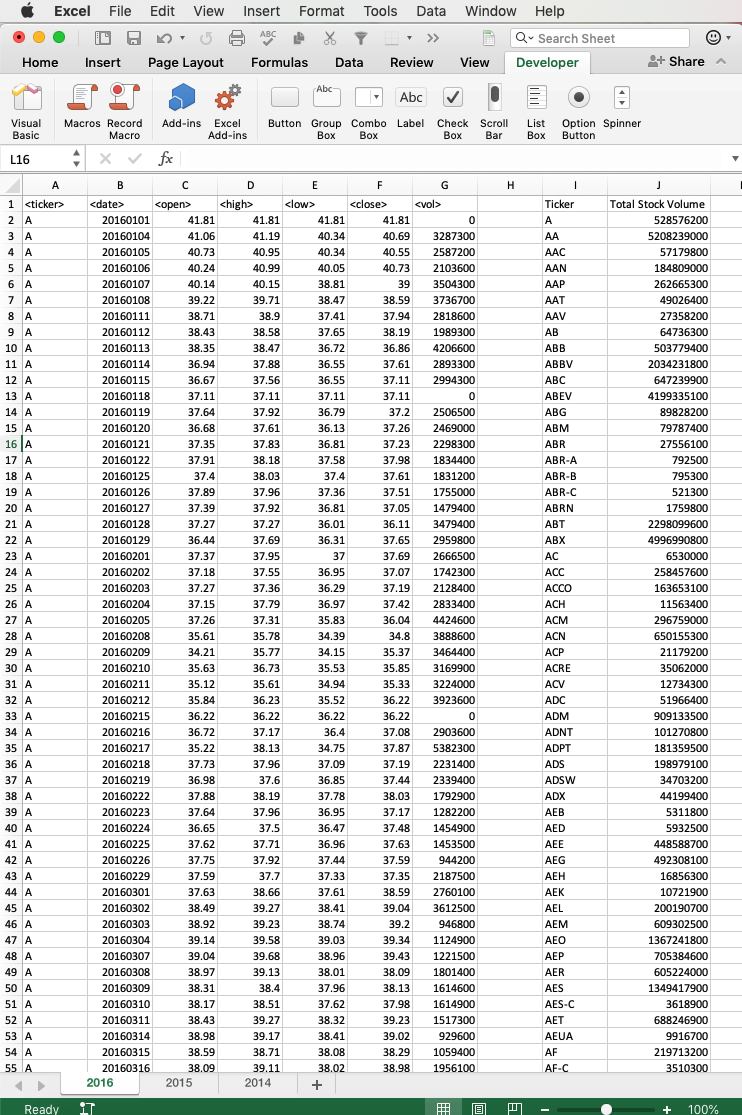 Excel File Edit View Insert Format Tools Data Window Help
ABC Search Sheet
Home Insert Page Layout Formulas Data Review View Developer Share
Abc Abc
Visual Basic Macros Record Macro Add-ins Excel Add-ins Button Group Box Combo Box Label Check Box Scroll Bar List Box Option Button Spinner
L16 fx
A B C D E F G H I J
1 <ticker> <date> <open> <high> <low> <close> <vol> Ticker Total Stock Volume
2 A 20160101 41.81 41.81 41.81 41.81 0 A 528576200
3 A 20160104 41.06 41.19 40.34 40.69 3287300 AA 5208239000
4 A 20160105 40.73 40.95 40.34 40.55 2587200 AAC 57179800
5 A 20160106 40.24 40.99 40.05 40.73 2103600 AAN 184809000
6 A 20160107 40.14 40.15 38.81 39 3504300 AAP 262665300
7 A 20160108 39.22 39.71 38.47 38.59 3736700 AAT 49026400
8 A 20160111 38.71 38.9 37.41 37.94 2818600 AAV 27358200
9 A 20160112 38.43 38.58 37.65 38.19 1989300 AB 64736300
10 A 20160113 38.35 38.47 36.72 36.86 4206600 ABB 503779400
11 A 20160114 36.94 37.88 36.55 37.61 2893300 ABBV 2034231800
12 A 20160115 36.67 37.56 36.55 37.11 2994300 ABC 647239900
13 A 20160118 37.11 37.11 37.11 37.11 0 ABEV 4199335100
14 A 20160119 37.64 37.92 36.79 37.2 2506500 ABG 89828200
15 A 20160120 36.68 37.61 36.13 37.26 2469000 ABM 79787400
16 A 20160121 37.35 37.83 36.81 37.23 2298300 ABR 27556100
17 A 20160122 37.91 38.18 37.58 37.98 1834400 ABR-A 792500
18 A 20160125 37.4 38.03 37.4 37.61 1831200 ABR-B 795300
19 A 20160126 37.89 37.96 37.36 37.51 1755000 ABR-C 521300
20 A 20160127 37.39 37.92 36.81 37.05 1479400 ABRN 1759800
21 A 20160128 37.27 37.27 36.01 36.11 3479400 ABT 2298099600
22 A 20160129 36.44 37.69 36.31 37.65 2959800 ABX 4996990800
23 A 20160201 37.37 37.95 37 37.69 2666500 AC 6530000
24 A 20160202 37.18 37.55 36.95 37.07 1742300 ACC 258457600
25 A 20160203 37.27 37.36 36.29 37.19 2128400 ACCO 163653100
26 A 20160204 37.15 37.79 36.97 37.42 2833400 ACH 11563400
27 A 20160205 37.26 37.31 35.83 36.04 4424600 ACM 296759000
28 A 20160208 35.61 35.78 34.39 34.8 3888600 ACN 650155300
29 A 20160209 34.21 35.77 34.15 35.37 3464400 ACP 21179200
30 A 20160210 35.63 36.73 35.53 35.85 3169900 ACRE 35062000
31 A 20160211 35.12 35.61 34.94 35.33 3224000 ACV 12734300
32 A 20160212 35.84 36.23 35.52 36.22 3923600 ADC 51966400
33 A 20160215 36.22 36.22 36.22 36.22 0 ADM 909133500
34 A 20160216 36.72 37.17 36.4 37.08 2903600 ADNT 101270800
35 A 20160217 35.22 38.13 34.75 37.87 5382300 ADPT 181359500
36 A 20160218 37.73 37.96 37.09 37.19 2231400 ADS 198979100
37 A 20160219 36.98 37.6 36.85 37.44 2339400 ADSW 34703200
38 A 20160222 37.88 38.19 37.78 38.03 1792900 ADX 44199400
39 A 20160223 37.64 37.96 36.95 37.17 1282200 AEB 5311800
40 A 20160224 36.65 37.5 36.47 37.48 1454900 AED 5932500
41 A 20160225 37.62 37.71 36.96 37.63 1453500 AEE 448588700
42 A 20160226 37.75 37.92 37.44 37.59 944200 AEG 492308100
43 A 20160229 37.59 37.7 37.33 37.35 2187500 AEH 16856300
44 A 20160301 37.63 38.66 37.61 38.59 2760100 AEK 10721900
45 A 20160302 38.49 39.27 38.41 39.04 3612500 AEL 200190700
46 A 20160303 38.92 39.23 38.74 39.2 946800 AEM 609302500
47 A 20160304 39.14 39.58 39.03 39.34 1124900 AEO 1367241800
48 A 20160307 39.04 39.68 38.96 39.43 1221500 AEP 705384600
49 A 20160308 38.97 39.13 38.01 38.09 1801400 AER 605224000
50 A 20160309 38.31 38.4 37.96 38.13 1614600 AES 1349417900
51 A 20160310 38.17 38.51 37.62 37.98 1614900 AES-C 3618900
52 A 20160311 38.43 39.27 38.32 39.23 1517300 AET 688246900
53 A 20160314 38.98 39.17 38.41 39.02 929600 AEUA 9916700
54 A 20160315 38.59 38.71 38.08 38.29 1059400 AF 219713200
55 A 20160316 38.09 39.11 38.02 38.98 1956100 AF-C 3510300
2016 2015 2014 +
Ready 100%